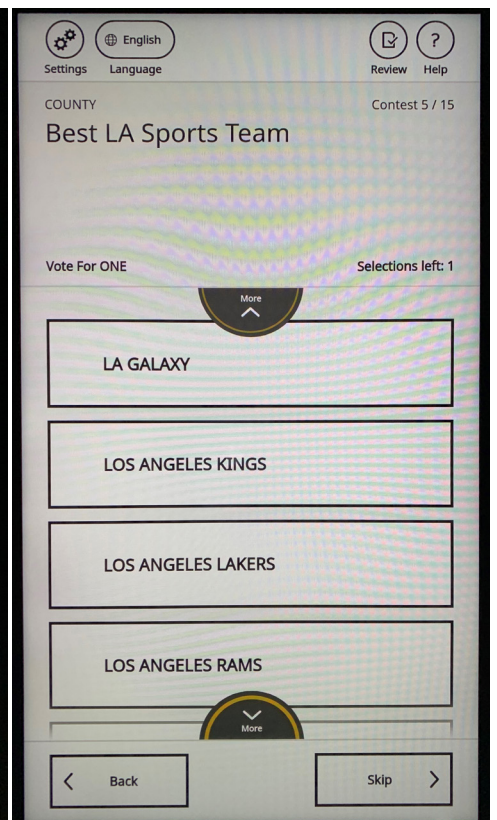 English
Settings
Language
?
Review
Help
COUNTY
Contest 5 / 15
Best LA Sports Team
Vote For ONE
Selections left: 1
More
LA GALAXY
LOS ANGELES KINGS
LOS ANGELES LAKERS
LOS ANGELES RAMS
More
Back
Skip